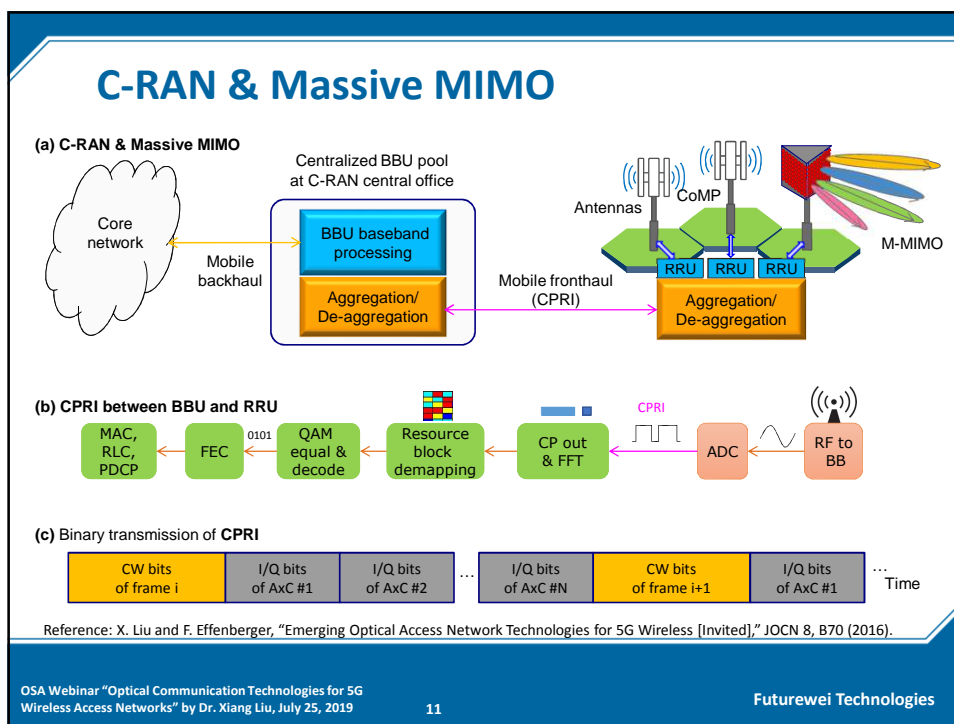 C-RAN & Massive MIMO
(a) C-RAN & Massive MIMO
Core
network
Mobile
backhaul
Centralized BBU pool
at C-RAN central office
BBU baseband
processing
Aggregation/
De-aggregation
Mobile fronthaul
(CPRI)
Antennas
CoMP
M-MIMO
RRU
RRU
RRU
Aggregation/
De-aggregation
(b) CPRI between BBU and RRU
MAC,
RLC,
PDCP
FEC
0101
QAM
equal &
decode
Resource
block
demapping
CP out
& FFT
CPRI
ADC
RF to
BB
(c) Binary transmission of CPRI
CW bits
of frame i
I/Q bits
of AxC #1
I/Q bits
of AxC #2
...
I/Q bits
of AxC #N
CW bits
of frame i+1
I/Q bits
of AxC #1
...
Time
Reference: X. Liu and F. Effenberger, “Emerging Optical Access Network Technologies for 5G Wireless [Invited],” JOCN 8, B70 (2016).
OSA Webinar “Optical Communication Technologies for 5G
Wireless Access Networks” by Dr. Xiang Liu, July 25, 2019
11
Futurewei Technologies